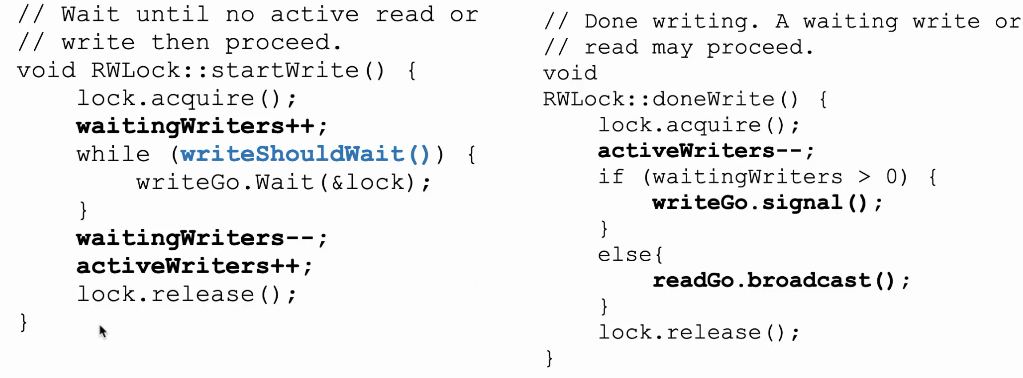 // Wait until no active read or
// write then proceed.
void RWLock::startWrite() {
lock.acquire();
waitingWriters++;
while (writeShouldWait()) {
writeGo.Wait(&lock);
}
waitingWriters--;
activeWriters++;
lock.release();
}
// Done writing. A waiting write or
// read may proceed.
void
RWLock::doneWrite() {
lock.acquire();
activeWriters--;
if (waitingWriters > 0) {
writeGo.signal();
}
else{
readGo.broadcast();
}
lock.release();
}